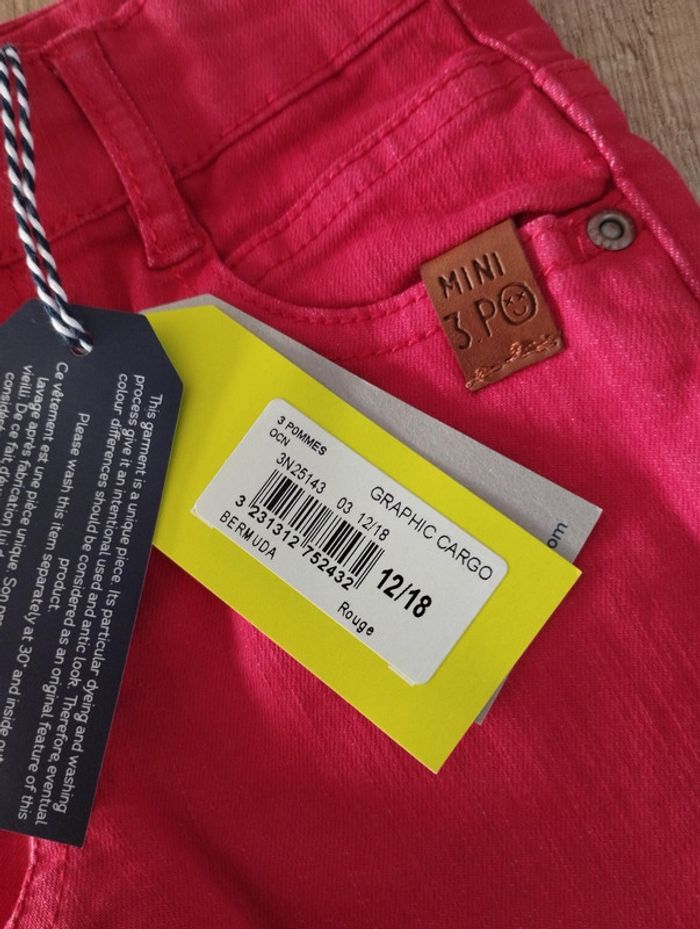 MINI
3.PO
3 POMMES
OCN
3N25143 03 12/18
GRAPHIC CARGO
3 231312 752432
12/18
BERMUDA
Rouge
om
This garment is a unique piece. Its particular dyeing and washing
process give it an intentional used and antic look. Therefore, eventual
colour differences should be considered as an original feature of this
product.
Please wash this item separately at 30° and inside out
Ce vêtement est une pièce unique. Son
lavage après fabrication
vieilli. De ce fait